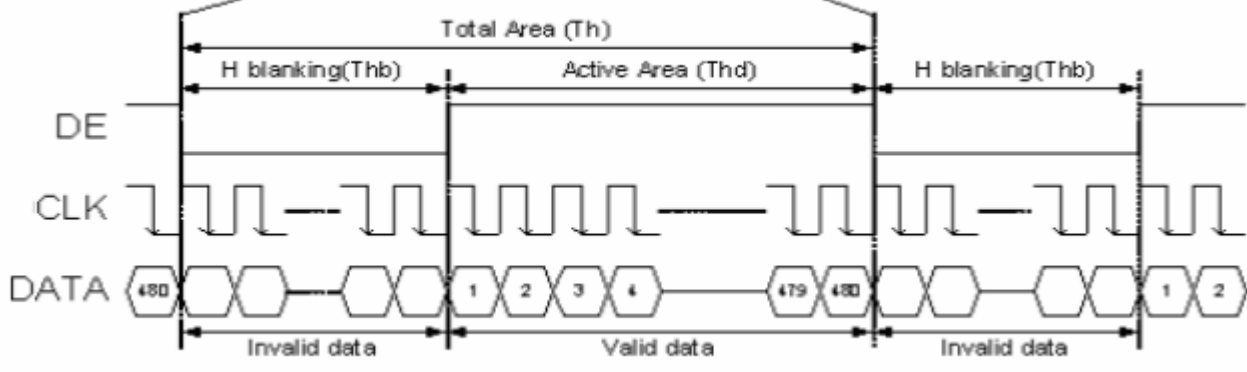 Total Area (Th)
H blanking(Thb) Active Area (Thd) H blanking(Thb)
DE
CLK
DATA 480 1 2 3 4 479 480 1 2
Invalid data Valid data Invalid data